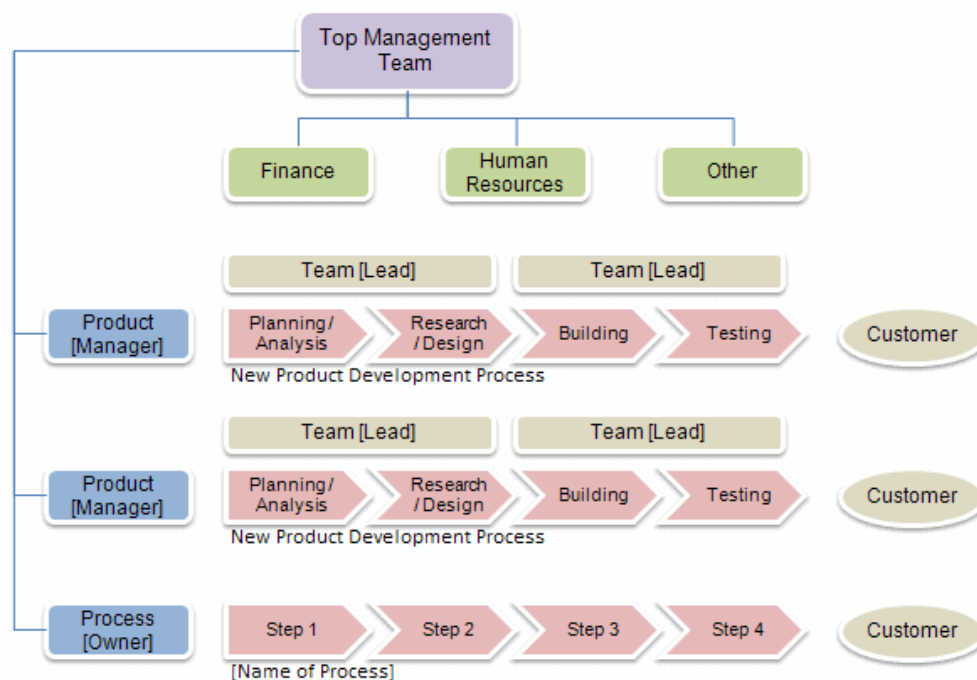 Top Management
Team
Finance
Human
Resources
Other
Team [Lead]
Team [Lead]
Product
[Manager]
Planning/
Analysis
Research
/Design
Building
Testing
Customer
New Product Development Process
Team [Lead]
Team [Lead]
Product
[Manager]
Planning/
Analysis
Research
/Design
Building
Testing
Customer
New Product Development Process
Process
[Owner]
Step 1
Step 2
Step 3
Step 4
Customer
[Name of Process]